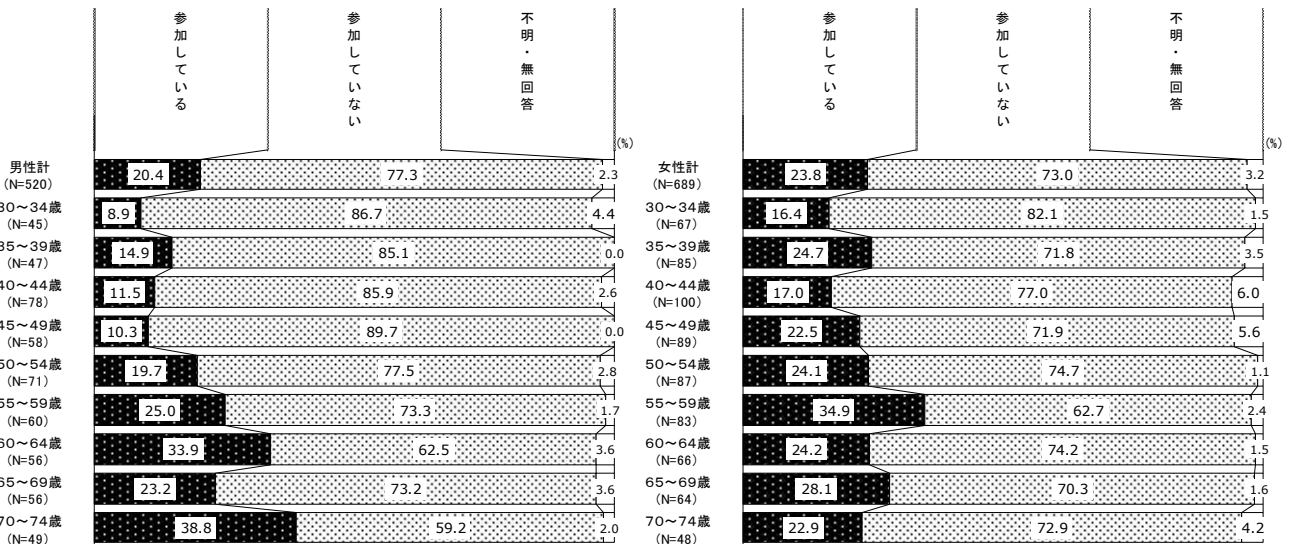 参加している
参加していない
不明・無回答
(%)
男性計
(N=520)
20.4
77.3
2.3
30～34歳
(N=45)
8.9
86.7
4.4
35～39歳
(N=47)
14.9
85.1
0.0
40～44歳
(N=78)
11.5
85.9
2.6
45～49歳
(N=58)
10.3
89.7
0.0
50～54歳
(N=71)
19.7
77.5
2.8
55～59歳
(N=60)
25.0
73.3
1.7
60～64歳
(N=56)
33.9
62.5
3.6
65～69歳
(N=56)
23.2
73.2
3.6
70～74歳
(N=49)
38.8
59.2
2.0
参加している
参加していない
不明・無回答
(%)
女性計
(N=689)
23.8
73.0
3.2
30～34歳
(N=67)
16.4
82.1
1.5
35～39歳
(N=85)
24.7
71.8
3.5
40～44歳
(N=100)
17.0
77.0
6.0
45～49歳
(N=89)
22.5
71.9
5.6
50～54歳
(N=87)
24.1
74.7
1.1
55～59歳
(N=83)
34.9
62.7
2.4
60～64歳
(N=66)
24.2
74.2
1.5
65～69歳
(N=64)
28.1
70.3
1.6
70～74歳
(N=48)
22.9
72.9
4.2